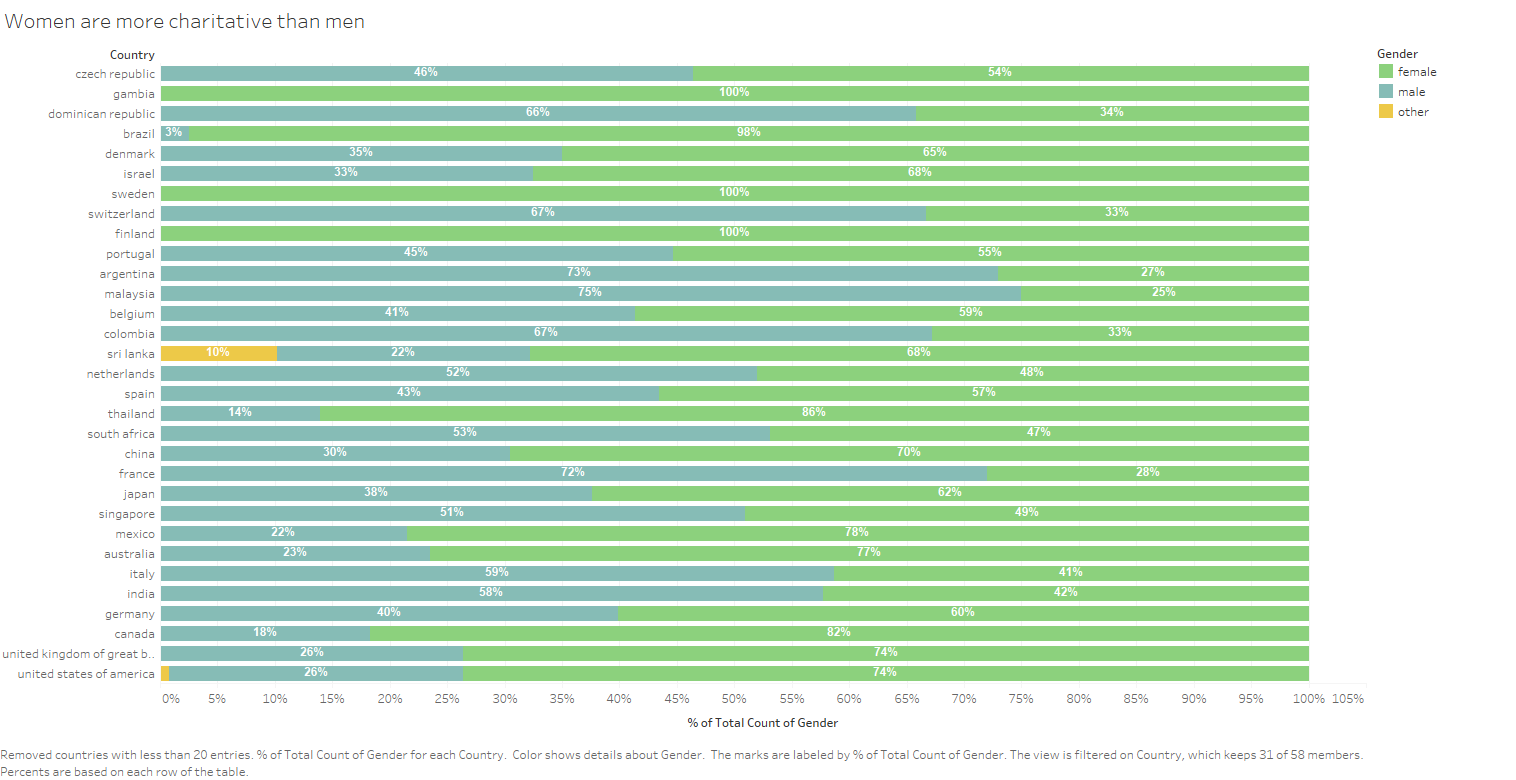 Women are more charitative than men
Country
Gender
female
male
other
czech republic 46% 54%
gambia 100%
dominican republic 66% 34%
brazil 3% 98%
denmark 35% 65%
israel 33% 68%
sweden 100%
switzerland 67% 33%
finland 100%
portugal 45% 55%
argentina 73% 27%
malaysia 75% 25%
belgium 41% 59%
colombia 67% 33%
sri lanka 10% 22% 68%
netherlands 52% 48%
spain 43% 57%
thailand 14% 86%
south africa 53% 47%
china 30% 70%
france 72% 28%
japan 38% 62%
singapore 51% 49%
mexico 22% 78%
australia 23% 77%
italy 59% 41%
india 58% 42%
germany 40% 60%
canada 18% 82%
united kingdom of great b.. 26% 74%
united states of america 26% 74%
0% 5% 10% 15% 20% 25% 30% 35% 40% 45% 50% 55% 60% 65% 70% 75% 80% 85% 90% 95% 100% 105%
% of Total Count of Gender
Removed countries with less than 20 entries. % of Total Count of Gender for each Country.  Color shows details about Gender.  The marks are labeled by % of Total Count of Gender. The view is filtered on Country, which keeps 31 of 58 members.
Percents are based on each row of the table.